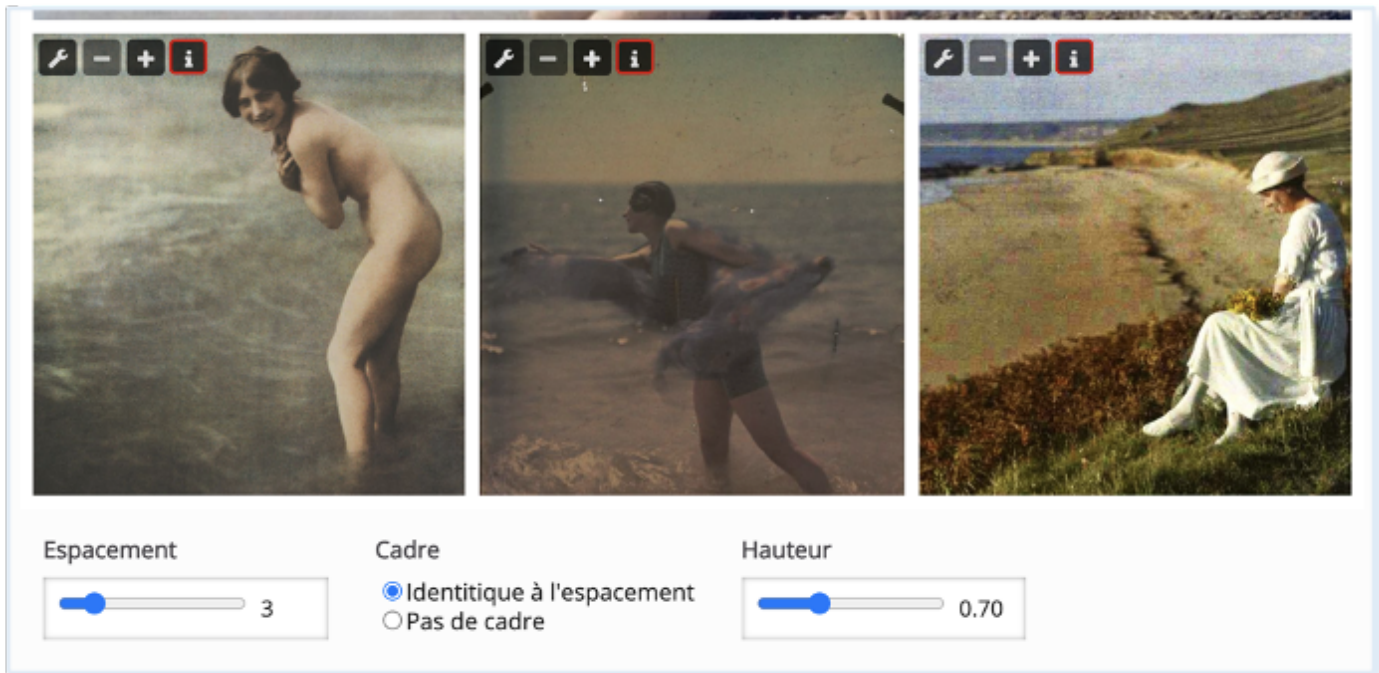 Espacement
Cadre
Hauteur
3
Identitique à l'espacement
Pas de cadre
0.70